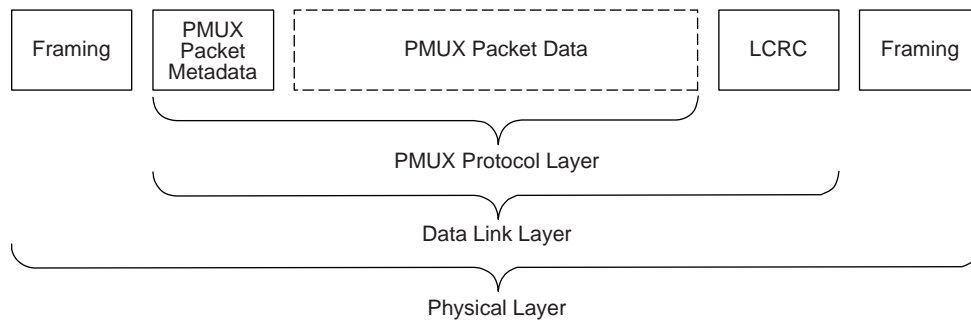 Framing
PMUX
Packet
Metadata
PMUX Packet Data
LCRC
Framing
PMUX Protocol Layer
Data Link Layer
Physical Layer